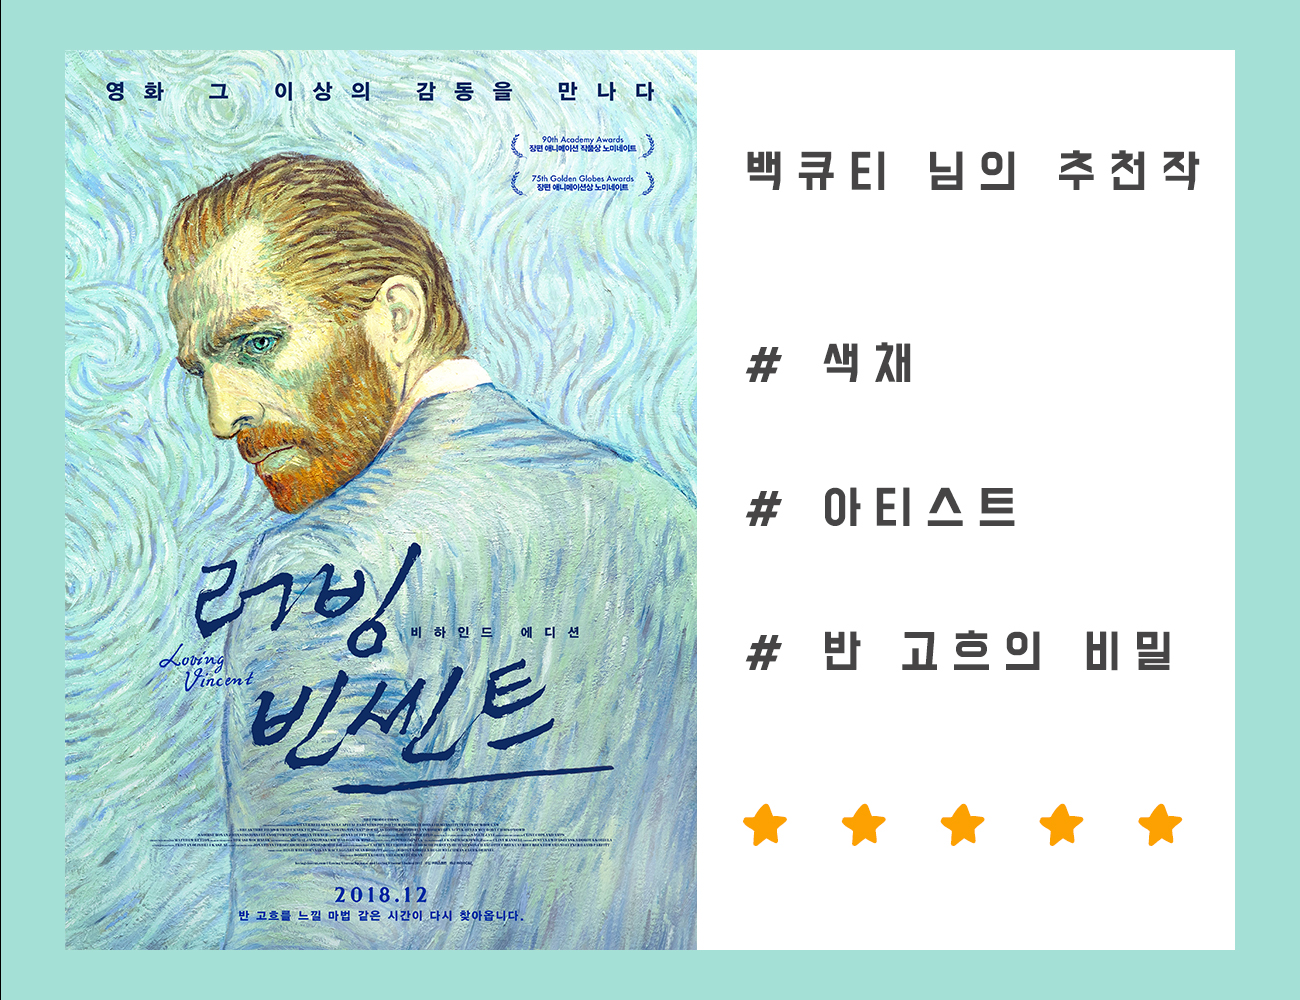 영화 그 이상의 감동을 만나다
90th Academy Awards
장편 애니메이션 작품상 노미네이트
75th Golden Globes Awards
장편 애니메이션상 노미네이트
러빙
비하인드 에디션
Loving
Vincent
빈센트
2018.12
반 고흐를 느낄 마법 같은 시간이 다시 찾아옵니다.
백큐티 님의 추천작
# 색채
# 아티스트
# 반 고흐의 비밀